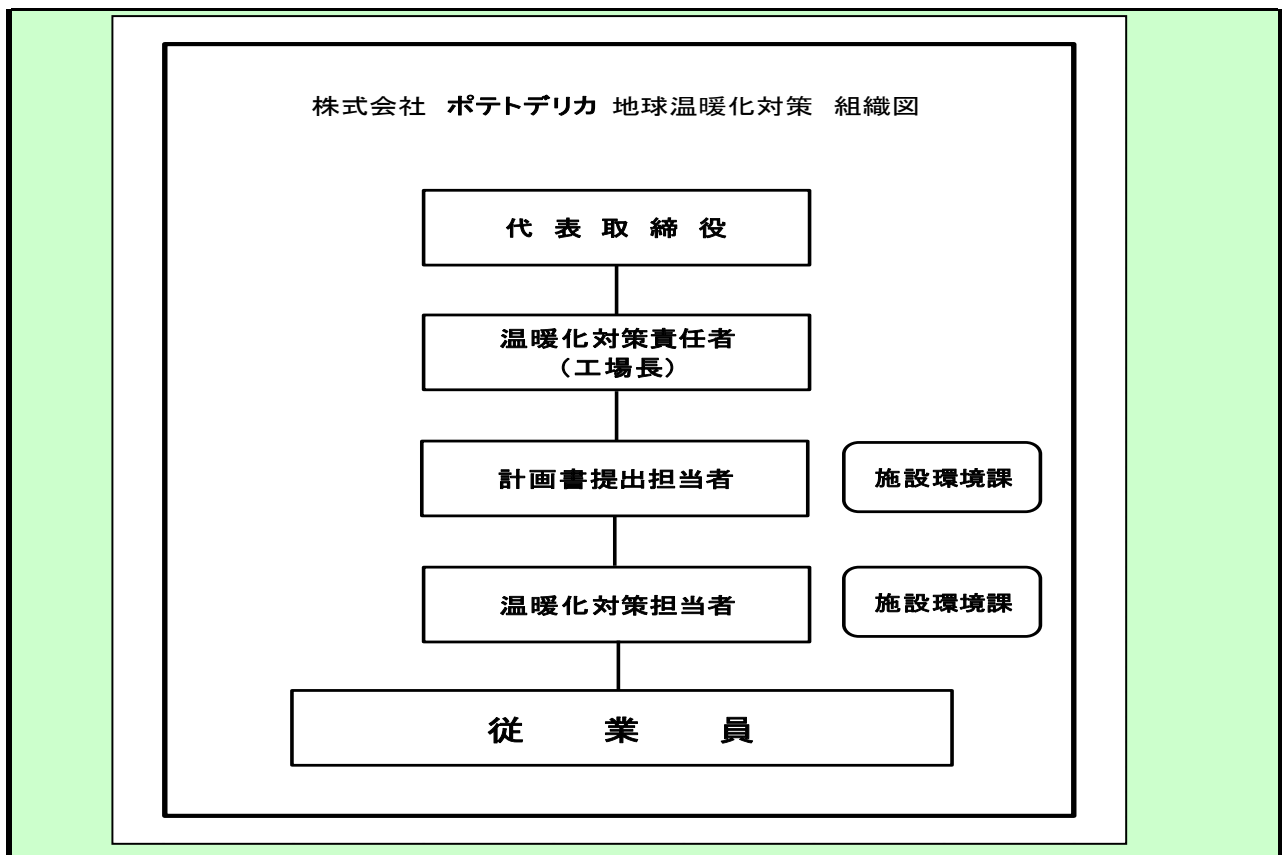 株式会社 ポテトデリカ 地球温暖化対策 組織図
代 表 取 締 役
温暖化対策責任者
（工場長）
計画書提出担当者
施設環境課
温暖化対策担当者
施設環境課
従 業 員